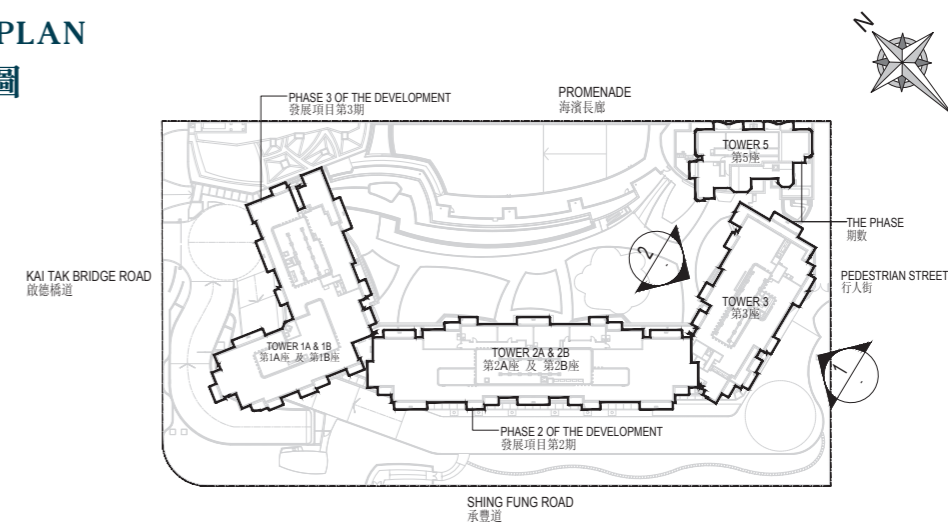 PLAN
圖
N
PHASE 3 OF THE DEVELOPMENT
發展項目第3期
PROMENADE
海濱長廊
TOWER 5
第5座
THE PHASE
期數
KAI TAK BRIDGE ROAD
啟德橋道
2
PEDESTRIAN STREET
行人街
TOWER 3
第3座
TOWER 1A & 1B
第1A座 及 第1B座
TOWER 2A & 2B
第2A座 及 第2B座
1
PHASE 2 OF THE DEVELOPMENT
發展項目第2期
SHING FUNG ROAD
承豐道